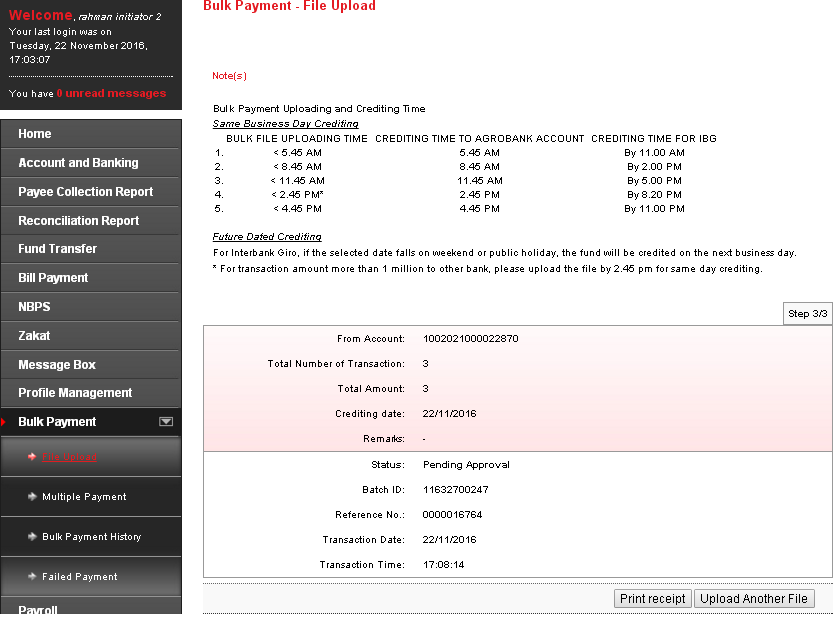 Welcome, rahman initiator 2
Your last login was on
Tuesday, 22 November 2016,
17:03:07
You have 0 unread messages
Home
Account and Banking
Payee Collection Report
Reconciliation Report
Fund Transfer
Bill Payment
NBPS
Zakat
Message Box
Profile Management
Bulk Payment
Multiple Payment
Bulk Payment History
Failed Payment
Payroll
Bulk Payment - File Upload
Note(s)
Bulk Payment Uploading and Crediting Time
Same Business Day Crediting
BULK FILE UPLOADING TIME CREDITING TIME TO AGROBANK ACCOUNT CREDITING TIME FOR IBG
1. < 5.45 AM 5.45 AM By 11.00 AM
2. < 8.45 AM 8.45 AM By 2.00 PM
3. < 11.45 AM 11.45 AM By 5.00 PM
4. < 2.45 PM* 2.45 PM By 8.20 PM
5. < 4.45 PM 4.45 PM By 11.00 PM
Future Dated Crediting
For Interbank Giro, if the selected date falls on weekend or public holiday, the fund will be credited on the next business day.
* For transaction amount more than 1 million to other bank, please upload the file by 2.45 pm for same day crediting.
Step 3/3
From Account: 1002021000022870
Total Number of Transaction: 3
Total Amount: 3
Crediting date: 22/11/2016
Remarks: -
Status: Pending Approval
Batch ID: 11632700247
Reference No.: 0000016764
Transaction Date: 22/11/2016
Transaction Time: 17:08:14
Print receipt Upload Another File